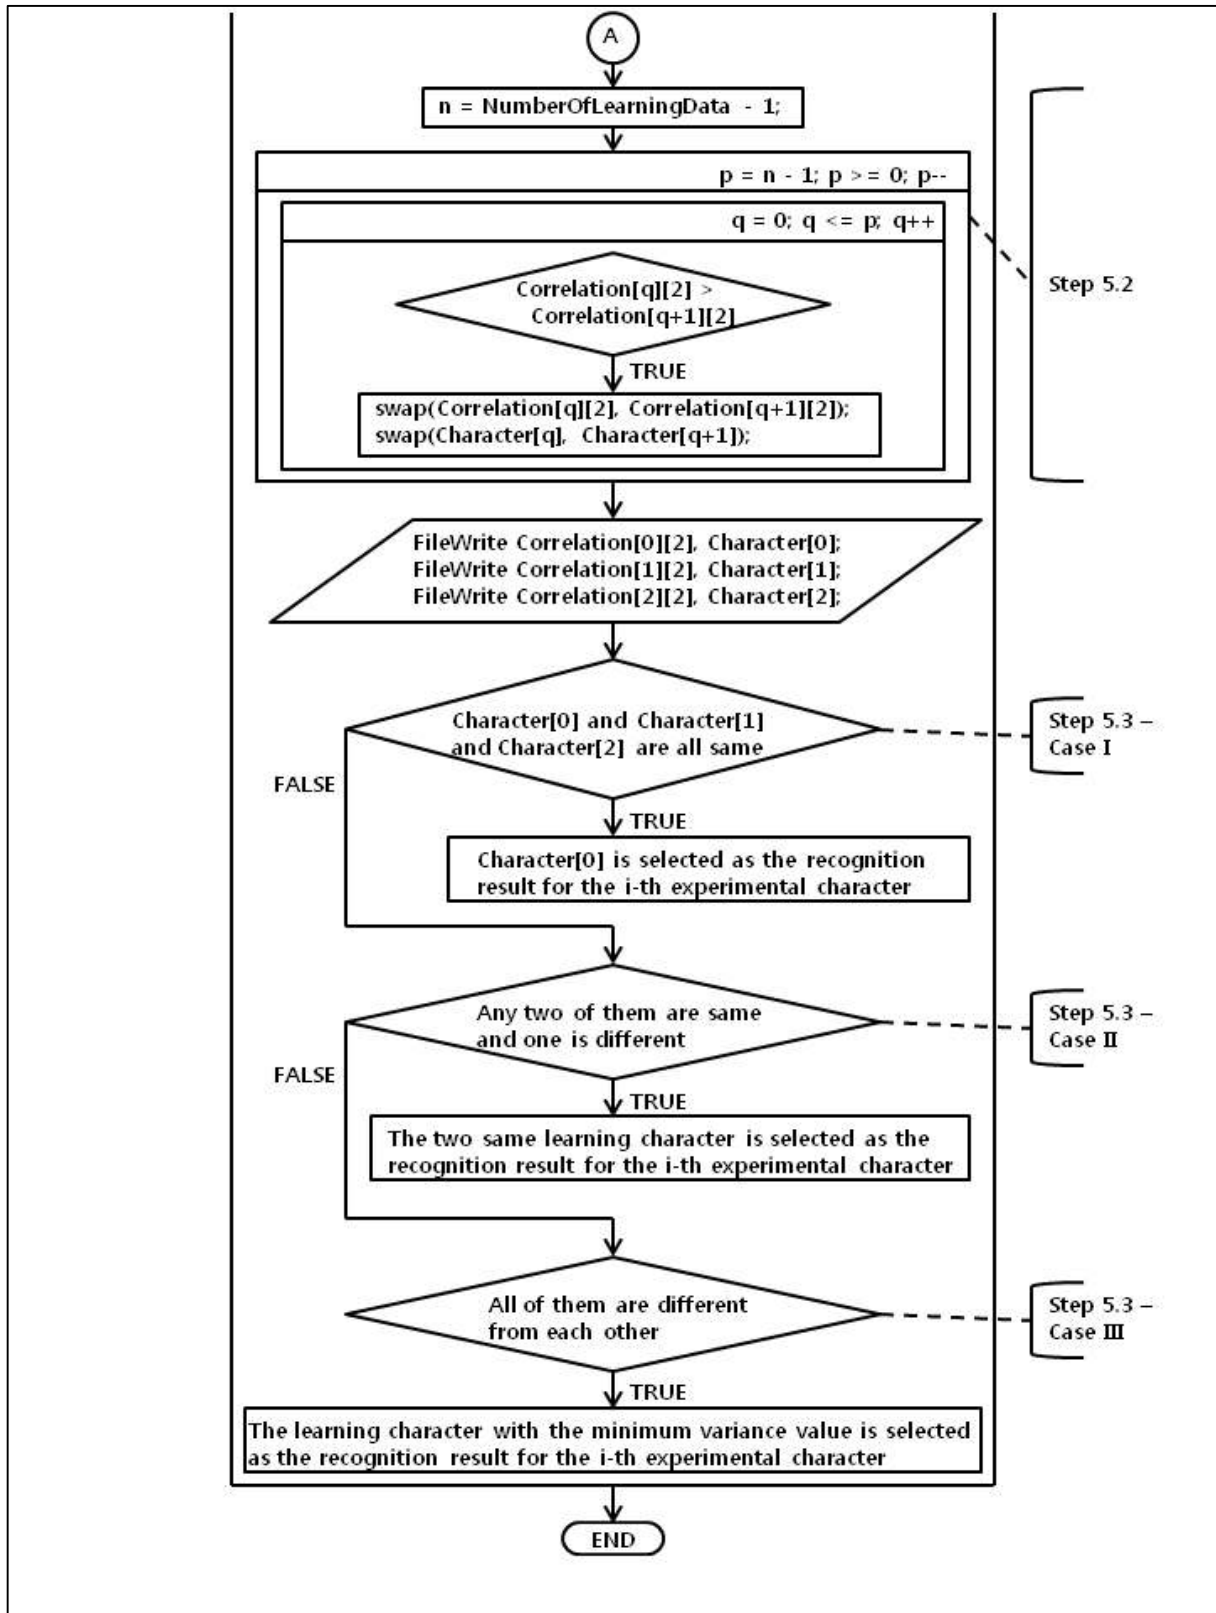 A
n = NumberOfLearningData - 1;
p = n - 1; p >= 0; p--
q = 0; q <= p; q++
Correlation[q][2] >
Correlation[q+1][2]
Step 5.2
TRUE
swap(Correlation[q][2], Correlation[q+1][2]);
swap(Character[q], Character[q+1]);
FileWrite Correlation[0][2], Character[0];
FileWrite Correlation[1][2], Character[1];
FileWrite Correlation[2][2], Character[2];
Character[0] and Character[1]
and Character[2] are all same
Step 5.3 –
Case I
FALSE
TRUE
Character[0] is selected as the recognition
result for the i-th experimental character
Any two of them are same
and one is different
Step 5.3 –
Case II
FALSE
TRUE
The two same learning character is selected as the
recognition result for the i-th experimental character
All of them are different
from each other
Step 5.3 –
Case III
TRUE
The learning character with the minimum variance value is selected
as the recognition result for the i-th experimental character
END